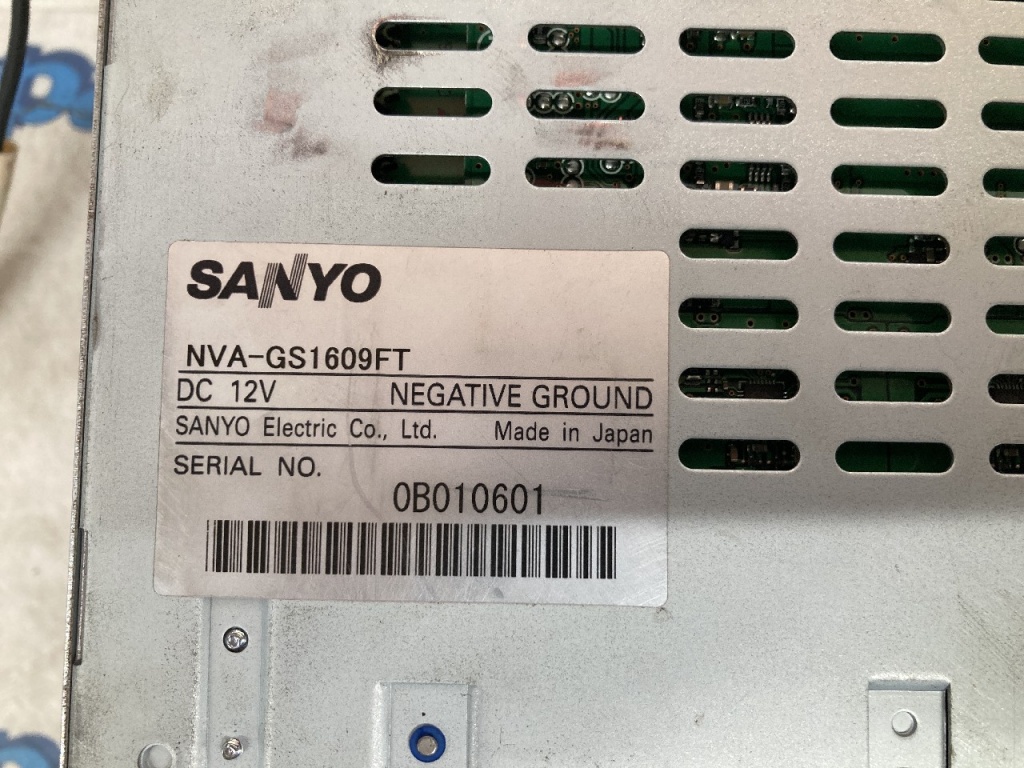 SANYO
NVA-GS1609FT
DC 12V NEGATIVE GROUND
SANYO Electric Co., Ltd. Made in Japan
SERIAL NO.
0B010601